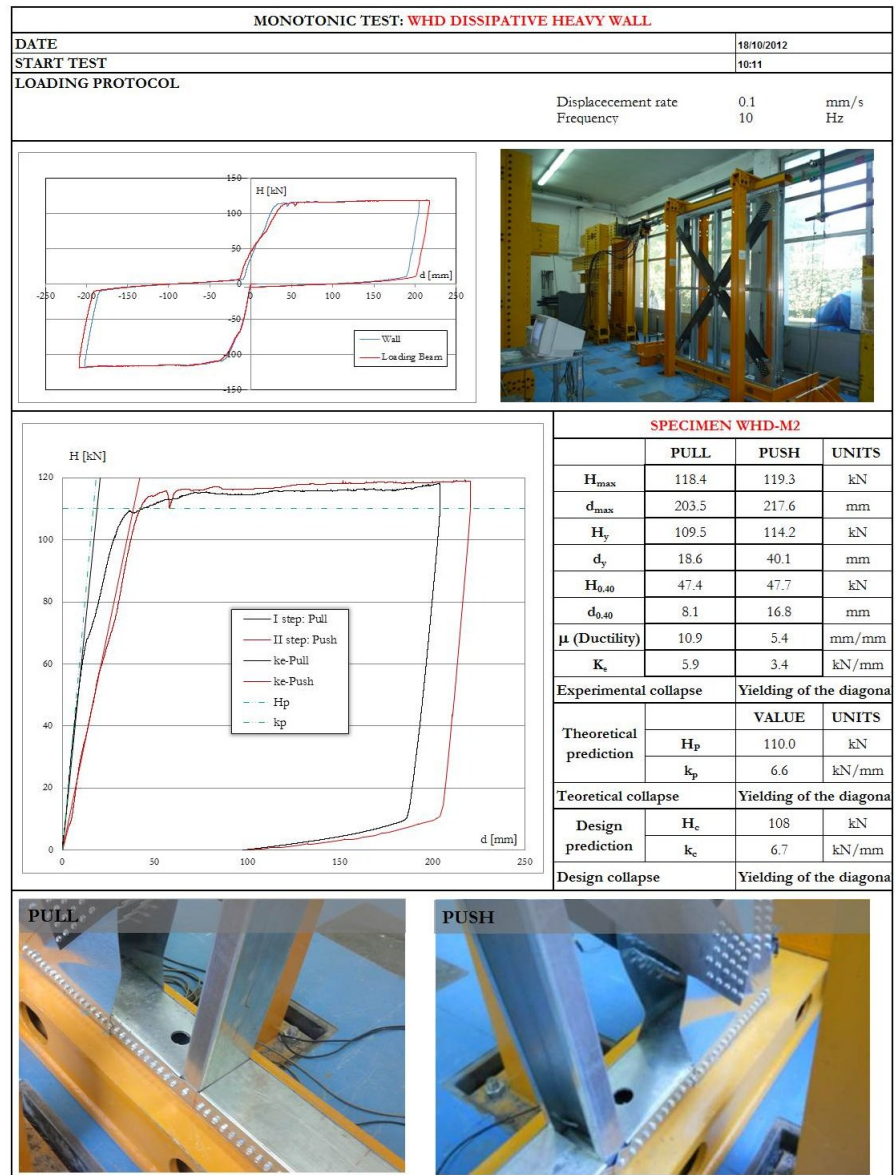 MONOTONIC TEST: WHD DISSIPATIVE HEAVY WALL
DATE 18/10/2012
START TEST 10:11
LOADING PROTOCOL
Displacecement rate 0.1 mm/s
Frequency 10 Hz
H [kN]
150
100
50
0
-50
-100
-150
-250 -200 -150 -100 -50 0 50 100 150 200 250
d [mm]
Wall
Loading Beam
H [kN]
120
100
80
60
40
20
0
0 50 100 150 200 250
d [mm]
I step: Pull
II step: Push
ke-Pull
ke-Push
Hp
kp
SPECIMEN WHD-M2
PULL PUSH UNITS
Hmax 118.4 119.3 kN
dmax 203.5 217.6 mm
Hy 109.5 114.2 kN
dy 18.6 40.1 mm
H0.40 47.4 47.7 kN
d0.40 8.1 16.8 mm
μ (Ductility) 10.9 5.4 mm/mm
Ke 5.9 3.4 kN/mm
Experimental collapse Yielding of the diagona
Theoretical prediction VALUE UNITS
HP 110.0 kN
kp 6.6 kN/mm
Teoretical collapse Yielding of the diagona
Design prediction Hc 108 kN
kc 6.7 kN/mm
Design collapse Yielding of the diagona
PULL
PUSH